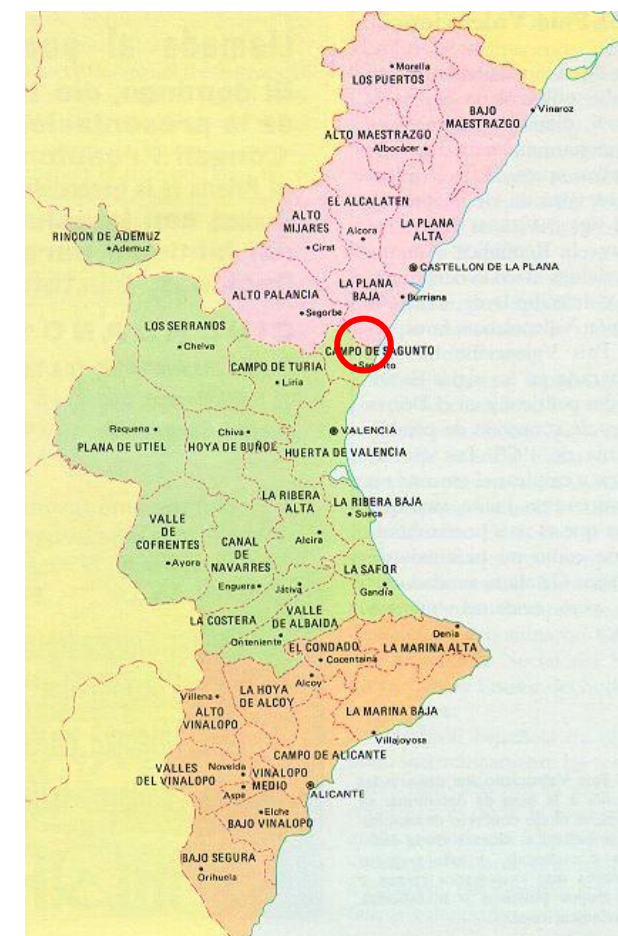 Morella
LOS PUERTOS
BAJO
MAESTRAZGO
Vinaroz
ALTO MAESTRAZGO
Albocácer
EL ALCALATEN
ALTO
MIJARES
Cirat
Alcora
LA PLANA
ALTA
RINCON DE ADEMUZ
Ademuz
CASTELLON DE LA PLANA
LA PLANA
BAJA
Burriana
ALTO PALANCIA
Segorbe
LOS SERRANOS
Chelva
CAMPO DE SAGUNTO
Sagunto
CAMPO DE TURIA
Liria
Requena
PLANA DE UTIEL
Chiva
HOYA DE BUÑOL
VALENCIA
HUERTA DE VALENCIA
LA RIBERA
ALTA
LA RIBERA BAJA
Sueca
VALLE
DE
COFRENTES
Ayora
CANAL
DE
NAVARRES
Alcira
Enguera
Játiva
LA SAFOR
Gandía
LA COSTERA
VALLE
DE ALBAIDA
Onteniente
Denia
EL CONDADO
Cocentaina
LA MARINA ALTA
Villena
ALTO
VINALOPO
LA HOYA
DE ALCOY
Alcoy
LA MARINA BAJA
Villajoyosa
CAMPO DE ALICANTE
VALLES
DEL VINALOPO
Novelda
Aspe
VINALOPO
MEDIO
ALICANTE
Elche
BAJO VINALOPO
BAJO SEGURA
Orihuela